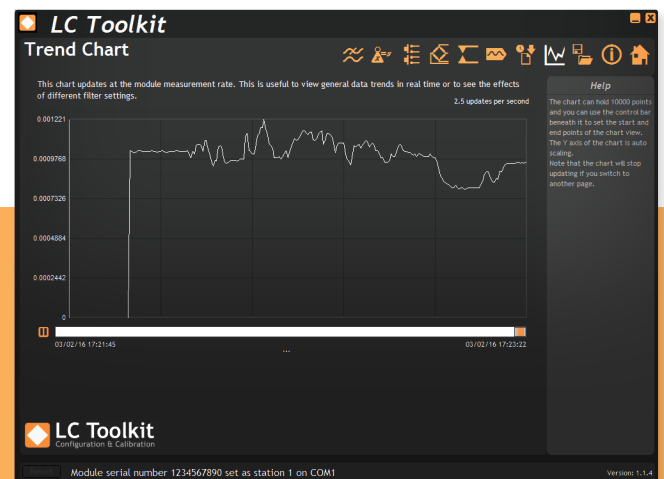 LC Toolkit
Trend Chart
This chart updates at the module measurement rate. This is useful to view general data trends in real time or to see the effects
of different filter settings.
2.5 updates per second
0.001221
0.0009768
0.0007326
0.0004884
0.0002442
0
03/02/16 17:21:45
...
03/02/16 17:23:22
Help
The chart can hold 10000 points
and you can use the control bar
beneath it to set the start and
end points of the chart view.
The Y axis of the chart is auto
scaling.
Note that the chart will stop
updating if you switch to
another page.
LC Toolkit
Configuration & Calibration
Module serial number 1234567890 set as station 1 on COM1
Version: 1.1.4